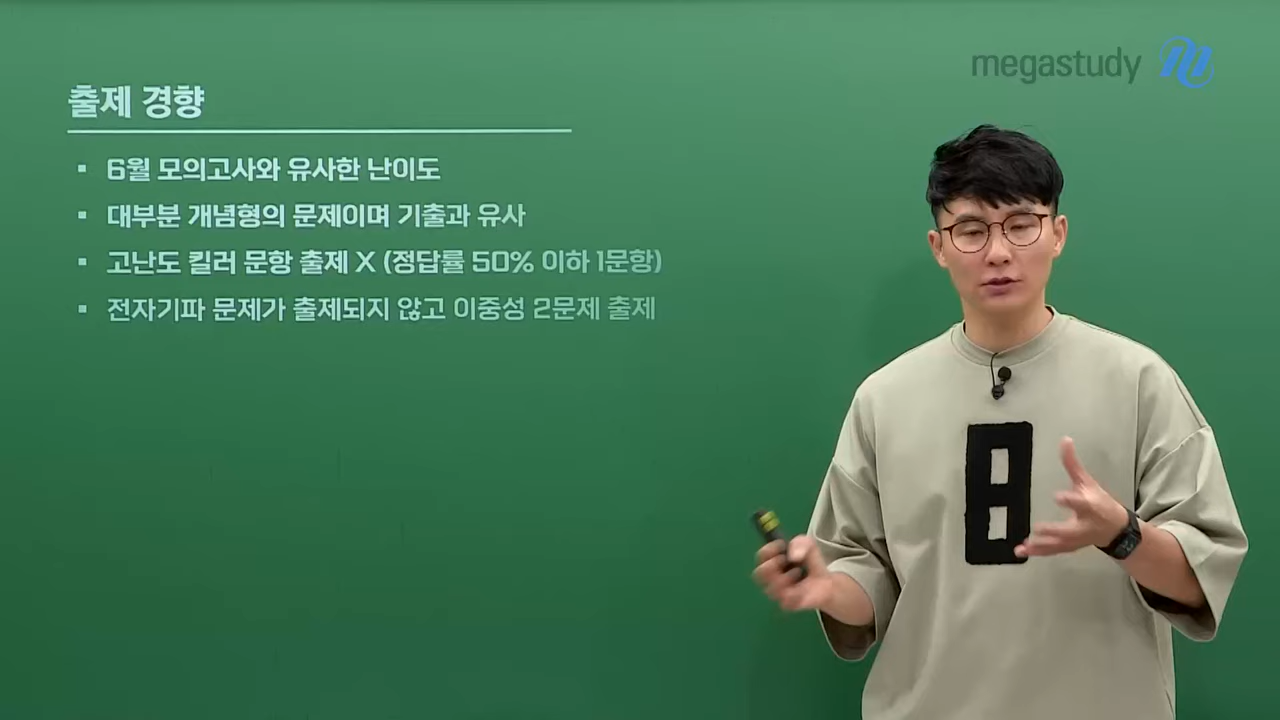 megastudy
출제 경향
▪ 6월 모의고사와 유사한 난이도
▪ 대부분 개념형의 문제이며 기출과 유사
▪ 고난도 킬러 문항 출제 X (정답률 50% 이하 1문항)
▪ 전자기파 문제가 출제되지 않고 이중성 2문제 출제
8